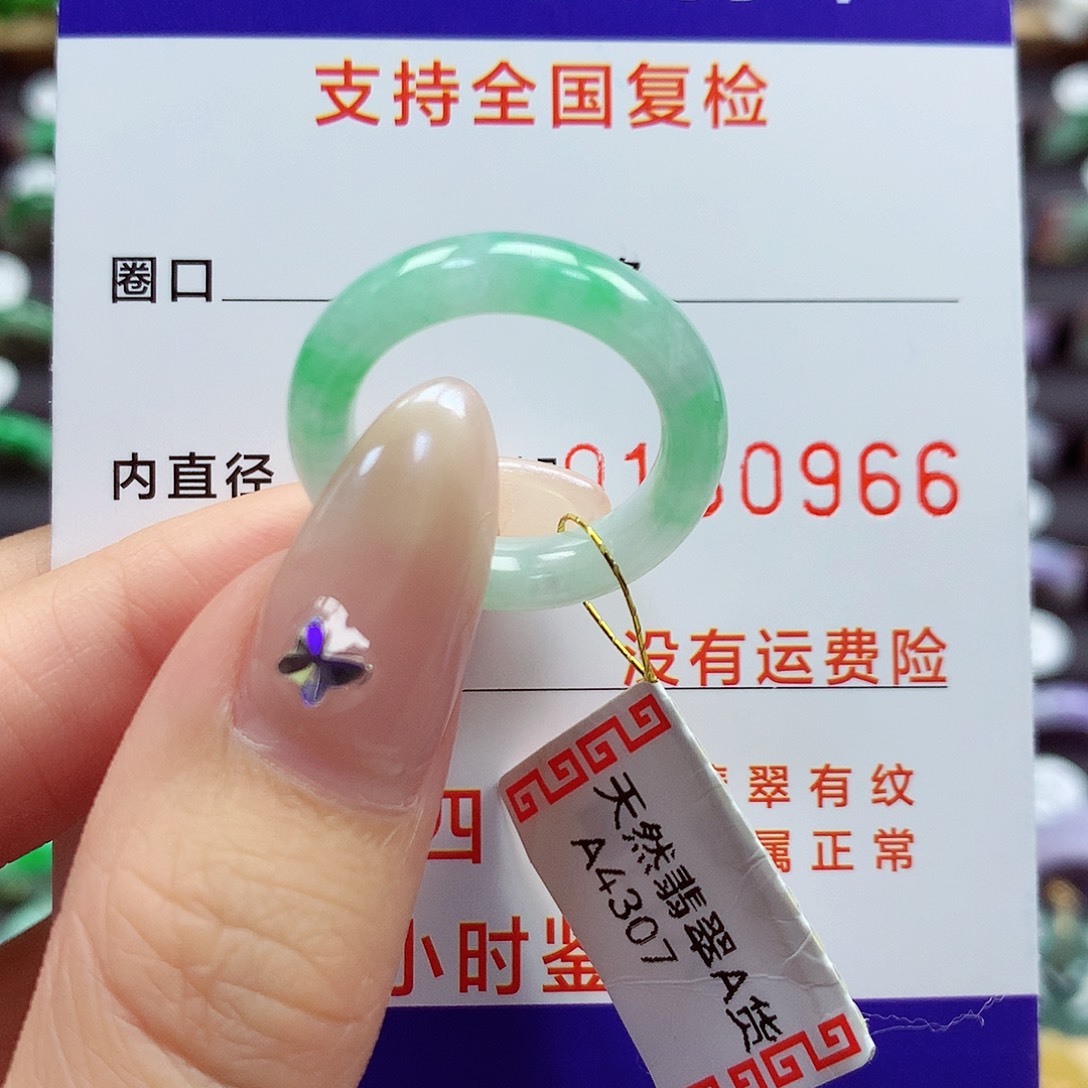 支持全国复检
圈口
内直径
0966
没有运费险
四
翠有纹
属正常
小时鉴
天然翡翠A货
A4307